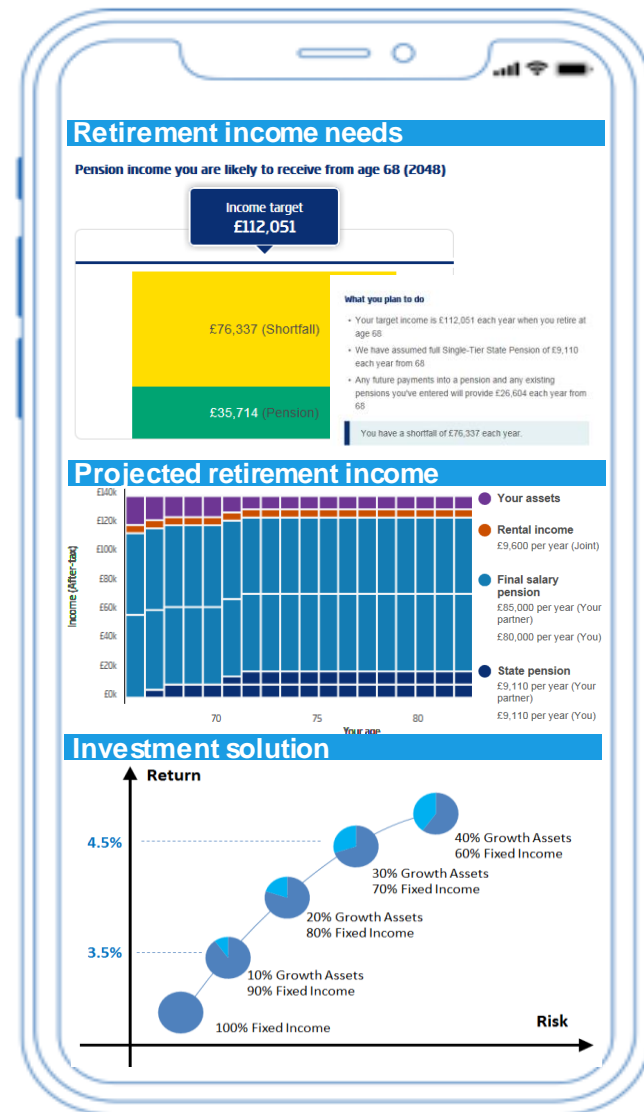 Retirement income needs
Pension income you are likely to receive from age 68 (2048)
Income target
£112,051
£76,337 (Shortfall)
£35,714 (Pension)
What you plan to do
• Your target income is £112,051 each year when you retire at
age 68
• We have assumed full Single-Tier State Pension of £9,110
each year from 68
• Any future payments into a pension and any existing
pensions you've entered will provide £26,604 each year from
68
You have a shortfall of £76,337 each year.
Projected retirement income
Income (After-tax)
£140k
£120k
£100k
£80k
£60k
£40k
£20k
£0k
70
75
80
Your age
Your assets
Rental income
£9,600 per year (Joint)
Final salary
pension
£85,000 per year (Your
partner)
£80,000 per year (You)
State pension
£9,110 per year (Your
partner)
£9,110 per year (You)
Investment solution
Return
4.5%
3.5%
40% Growth Assets
60% Fixed Income
30% Growth Assets
70% Fixed Income
20% Growth Assets
80% Fixed Income
10% Growth Assets
90% Fixed Income
100% Fixed Income
Risk